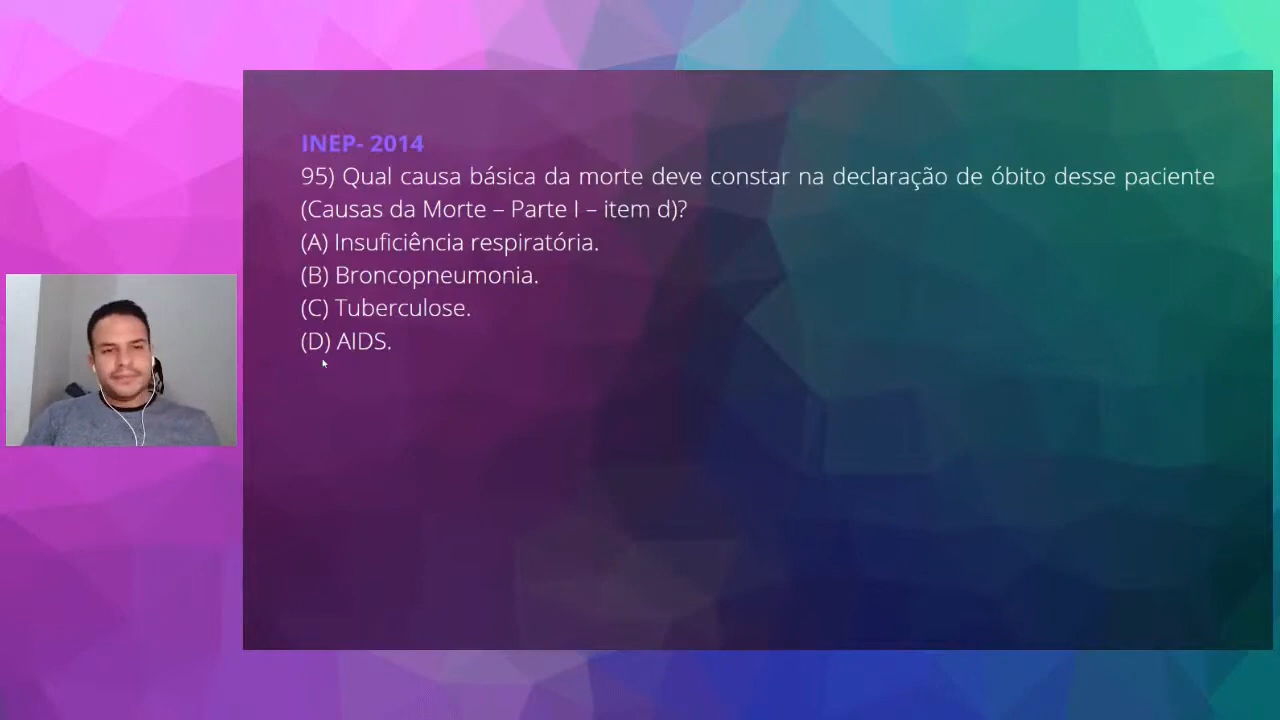 INEP- 2014
95) Qual causa básica da morte deve constar na declaração de óbito desse paciente
(Causas da Morte – Parte I – item d)?
(A) Insuficiência respiratória.
(B) Broncopneumonia.
(C) Tuberculose.
(D) AIDS.